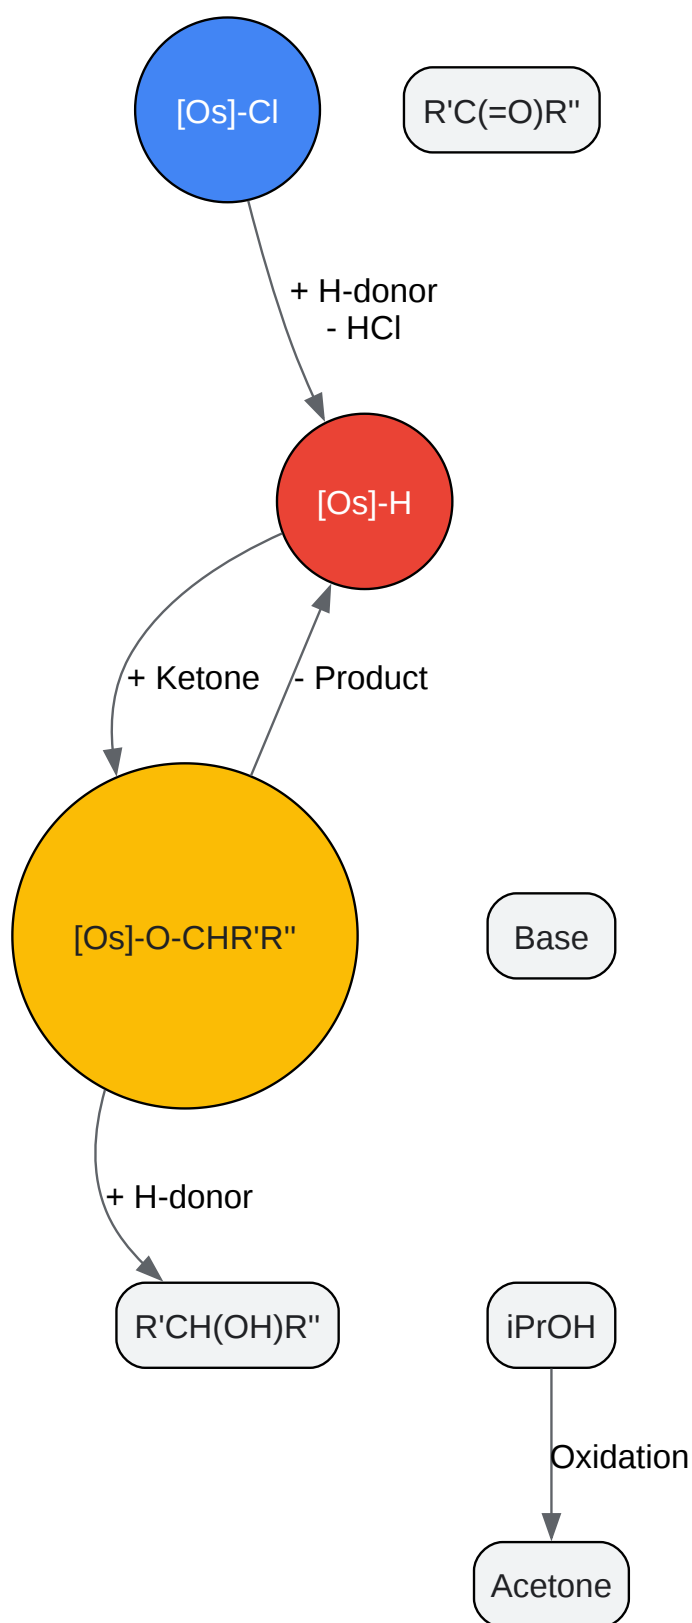 [Os]-Cl
R'C(=O)R"
+ H-donor
- HCl
[Os]-H
+ Ketone
- Product
[Os]-O-CHR'R"
Base
+ H-donor
R'CH(OH)R"
iPrOH
Oxidation
Acetone